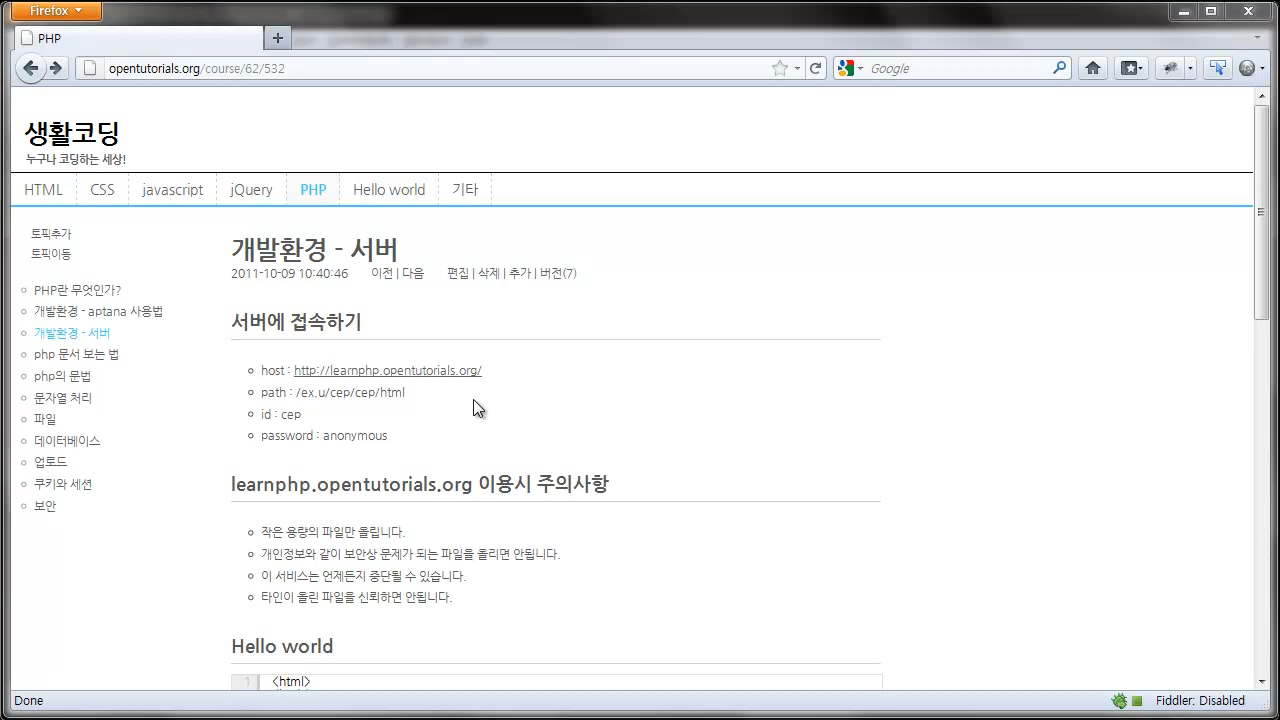 Firefox
PHP
opentutorials.org/course/62/532
Google
생활코딩
누구나 코딩하는 세상!
HTML
CSS
javascript
jQuery
PHP
Hello world
기타
토픽추가
토픽이동
PHP란 무엇인가?
개발환경 - aptana 사용법
개발환경 - 서버
php 문서 보는 법
php의 문법
문자열 처리
파일
데이터베이스
업로드
쿠키와 세션
보안
개발환경 - 서버
2011-10-09 10:40:46 이전 | 다음 편집 | 삭제 | 추가 | 버전(7)
서버에 접속하기
host : http://learnphp.opentutorials.org/
path : /ex.u/cep/cep/html
id : cep
password : anonymous
learnphp.opentutorials.org 이용시 주의사항
작은 용량의 파일만 올립니다.
개인정보와 같이 보안상 문제가 되는 파일을 올리면 안됩니다.
이 서비스는 언제든지 중단될 수 있습니다.
타인이 올린 파일을 신뢰하면 안됩니다.
Hello world
1 <html>
Done
Fiddler: Disabled